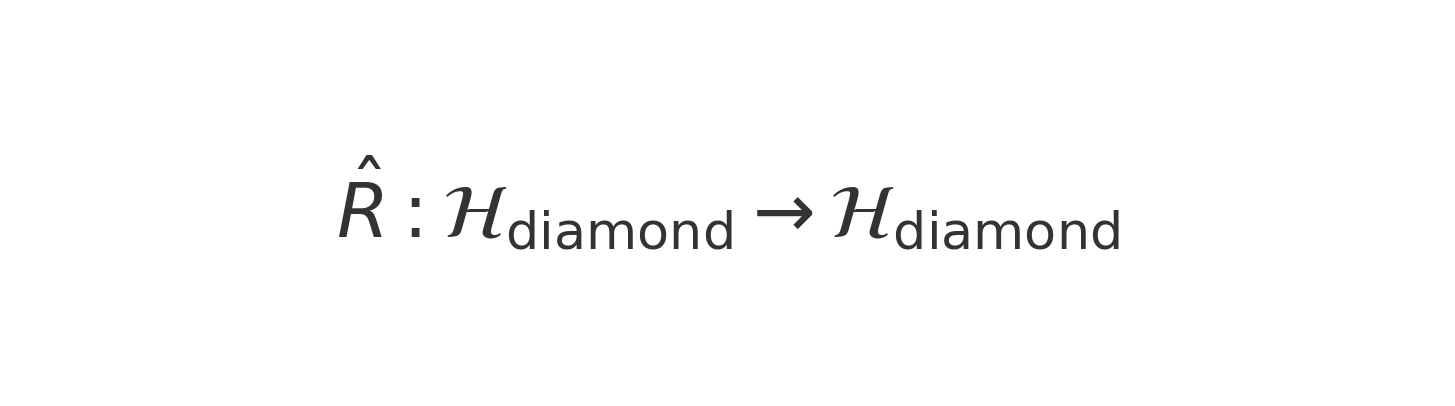 R̂ : ℋ_diamond → ℋ_diamond